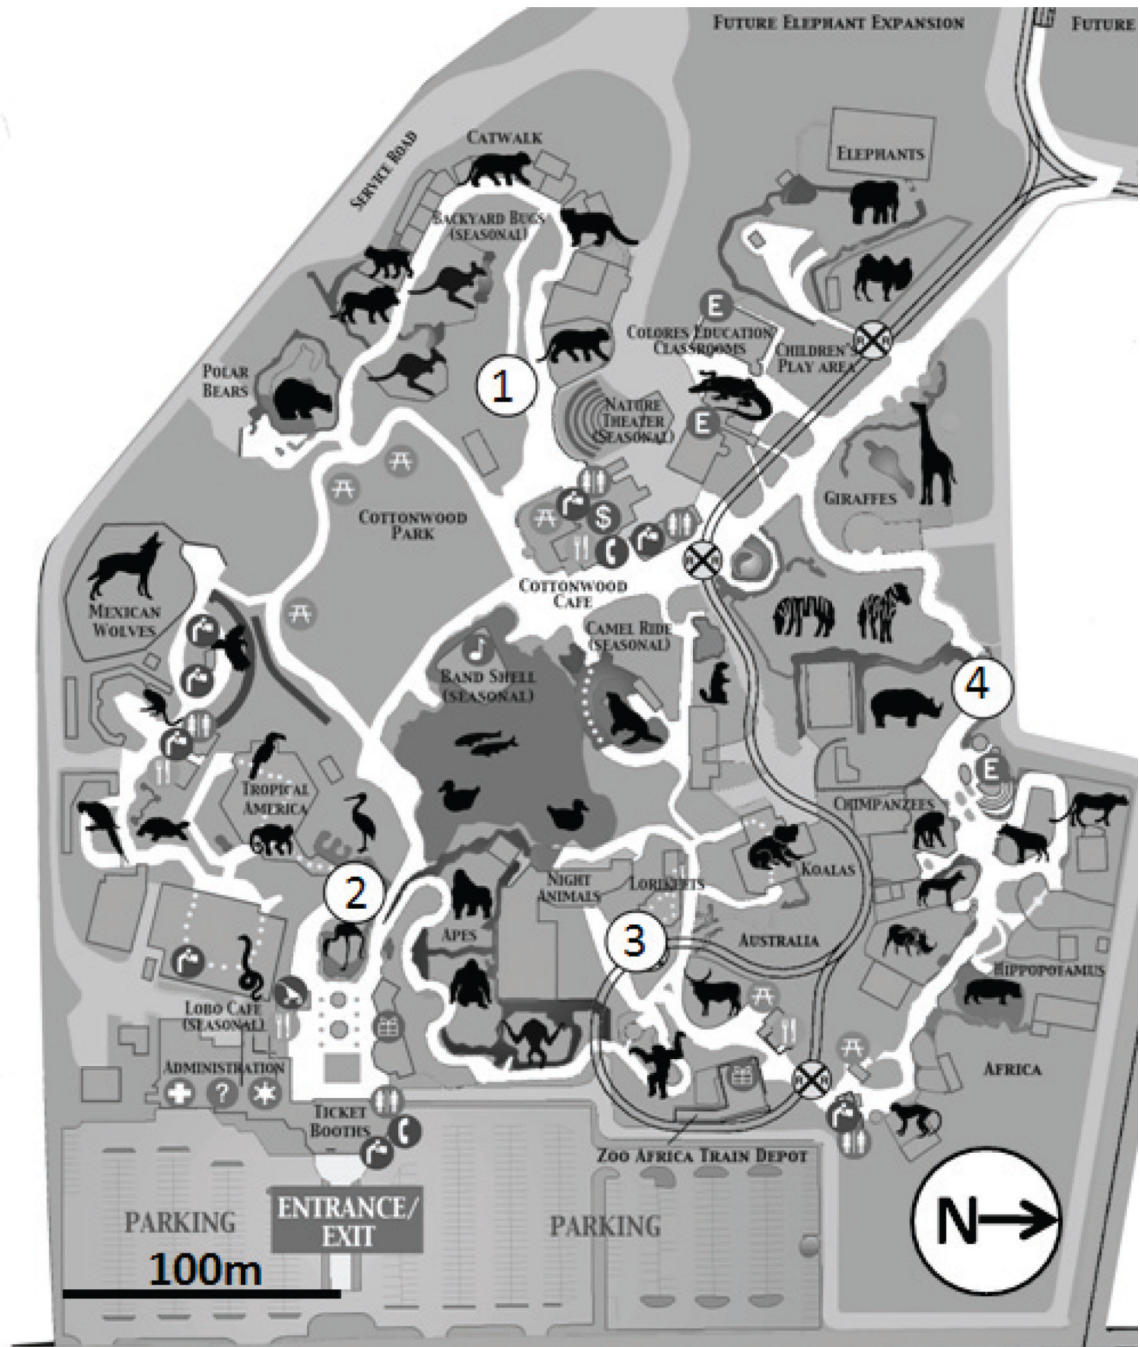 FUTURE ELEPHANT EXPANSION
FUTURE
CATWALK
SERVICE ROAD
ELEPHANTS
BACKYARD BUGS
(SEASONAL)
E
COLORES EDUCATION
CLASSROOMS
CHILDREN'S
PLAY AREA
R R
POLAR
BEARS
1
NATURE
THEATER
(SEASONAL)
E
GIRAFFES
COTTONWOOD
PARK
$
R R
COTTONWOOD
CAFE
MEXICAN
WOLVES
CAMEL RIDE
(SEASONAL)
BAND SHELL
(SEASONAL)
4
E
TROPICAL
AMERICA
CHIMPANZEES
KOALAS
NIGHT
ANIMALS
LORIKEETS
2
APES
3
AUSTRALIA
HIPPOPOTAMUS
LOBO CAFE
(SEASONAL)
ADMINISTRATION
?
AFRICA
R R
TICKET
BOOTHS
ZOO AFRICA TRAIN DEPOT
ENTRANCE/
EXIT
PARKING
PARKING
N
100m